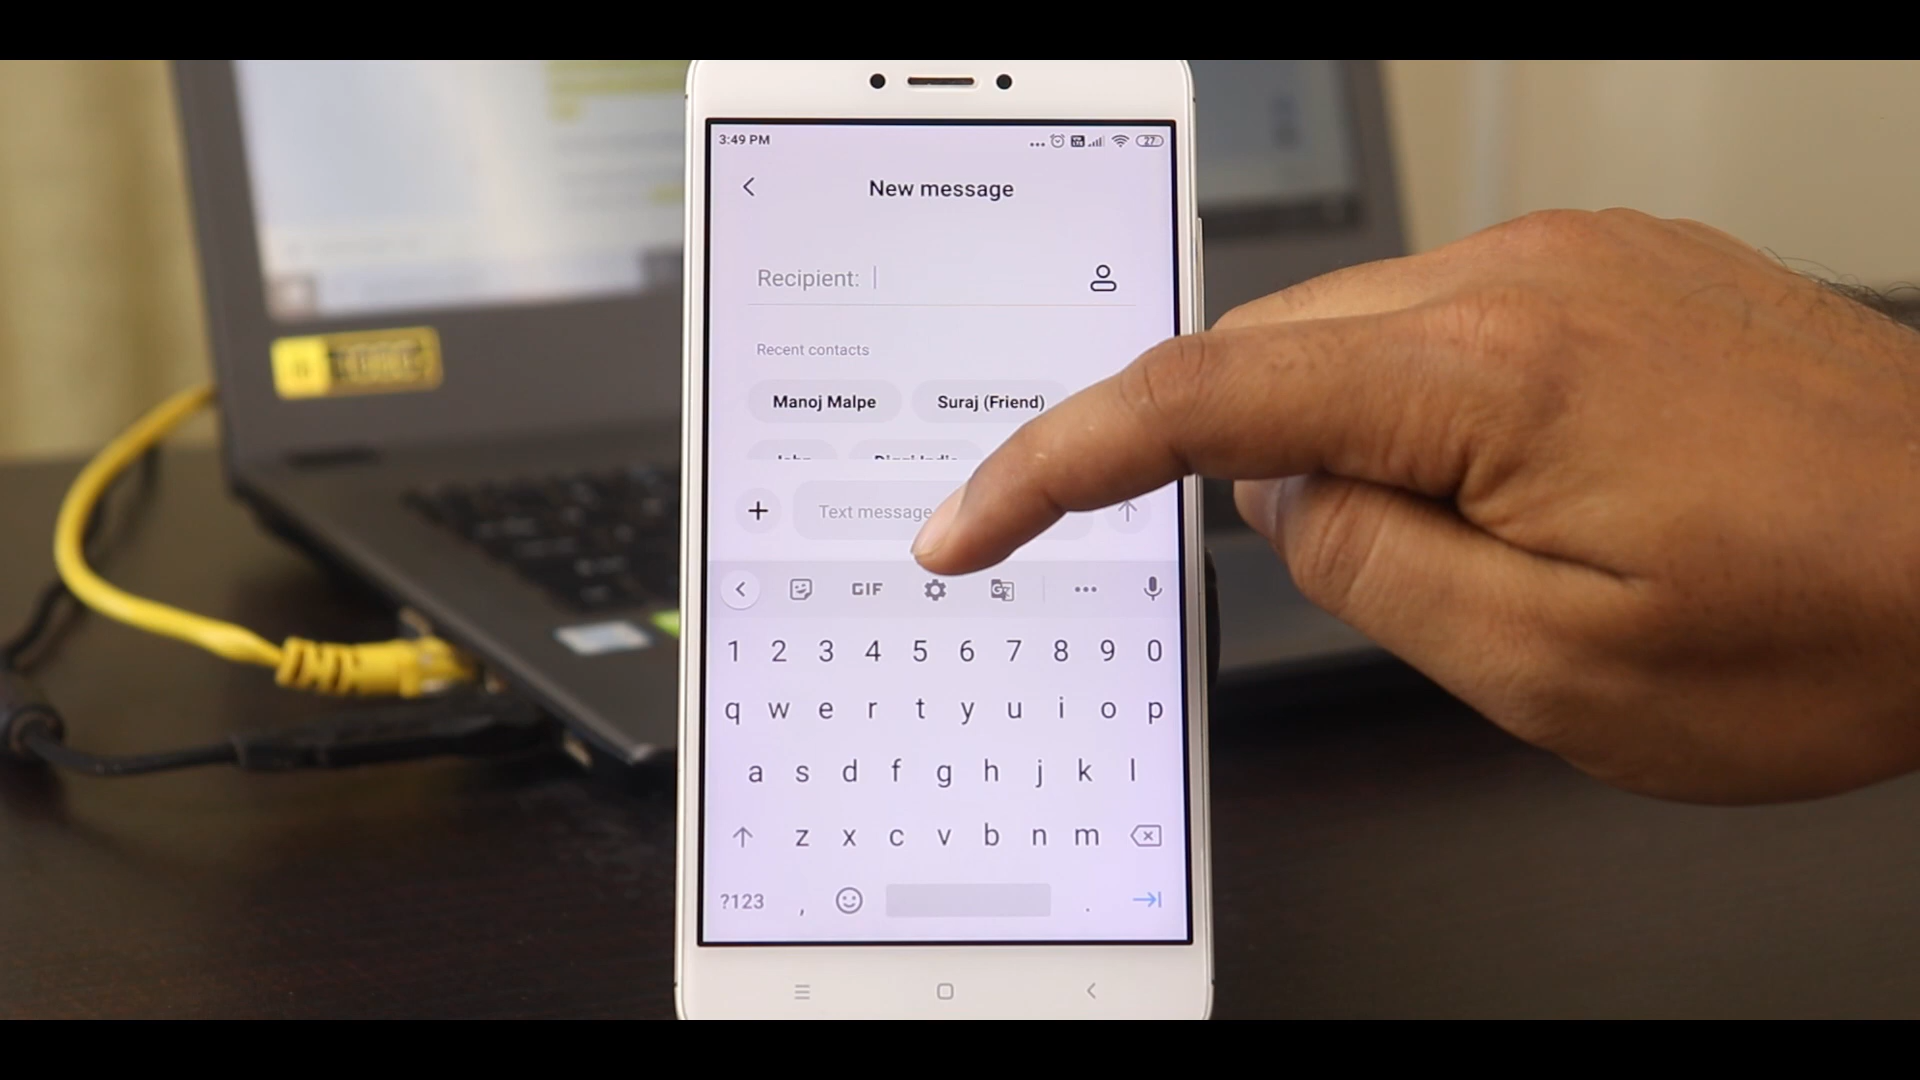 3:49 PM 27
New message
Recipient:
Recent contacts
Manoj Malpe Suraj (Friend)
Text message
GIF
1 2 3 4 5 6 7 8 9 0
q w e r t y u i o p
a s d f g h j k l
z x c v b n m
?123 , .